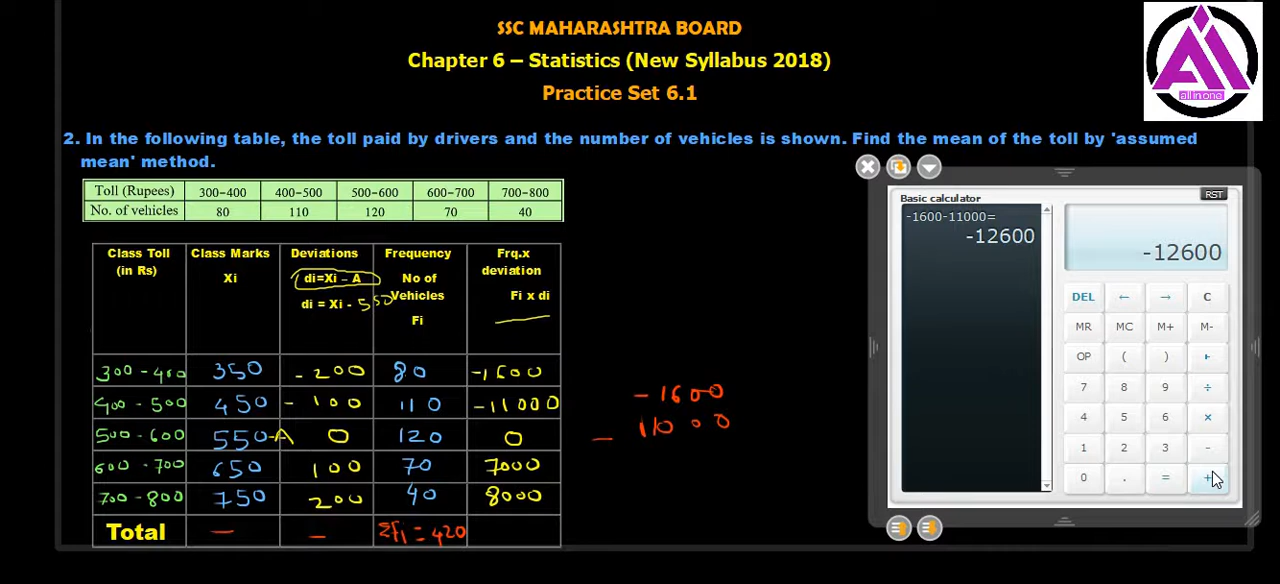 SSC MAHARASHTRA BOARD
Chapter 6 – Statistics (New Syllabus 2018)
Practice Set 6.1
all in one
2. In the following table, the toll paid by drivers and the number of vehicles is shown. Find the mean of the toll by 'assumed
mean' method.
Toll (Rupees) 300–400 400–500 500–600 600–700 700–800
No. of vehicles 80 110 120 70 40
Class Toll (in Rs) Class Marks Xi Deviations di=Xi – A di = Xi - 550 Frequency No of Vehicles Fi Frq.x deviation Fi x di
300 - 400 350 - 200 80 -1600
400 - 500 450 - 100 110 -11000
500 - 600 550-A 0 120 0
600 - 700 650 100 70 7000
700 - 800 750 200 40 8000
Total — — Σfi = 420
- 1600
— 11000
Basic calculator RST
-1600-11000=
-12600
-12600
DEL ← → C
MR MC M+ M-
OP ( )
7 8 9 ÷
4 5 6 ×
1 2 3 -
0 . = +